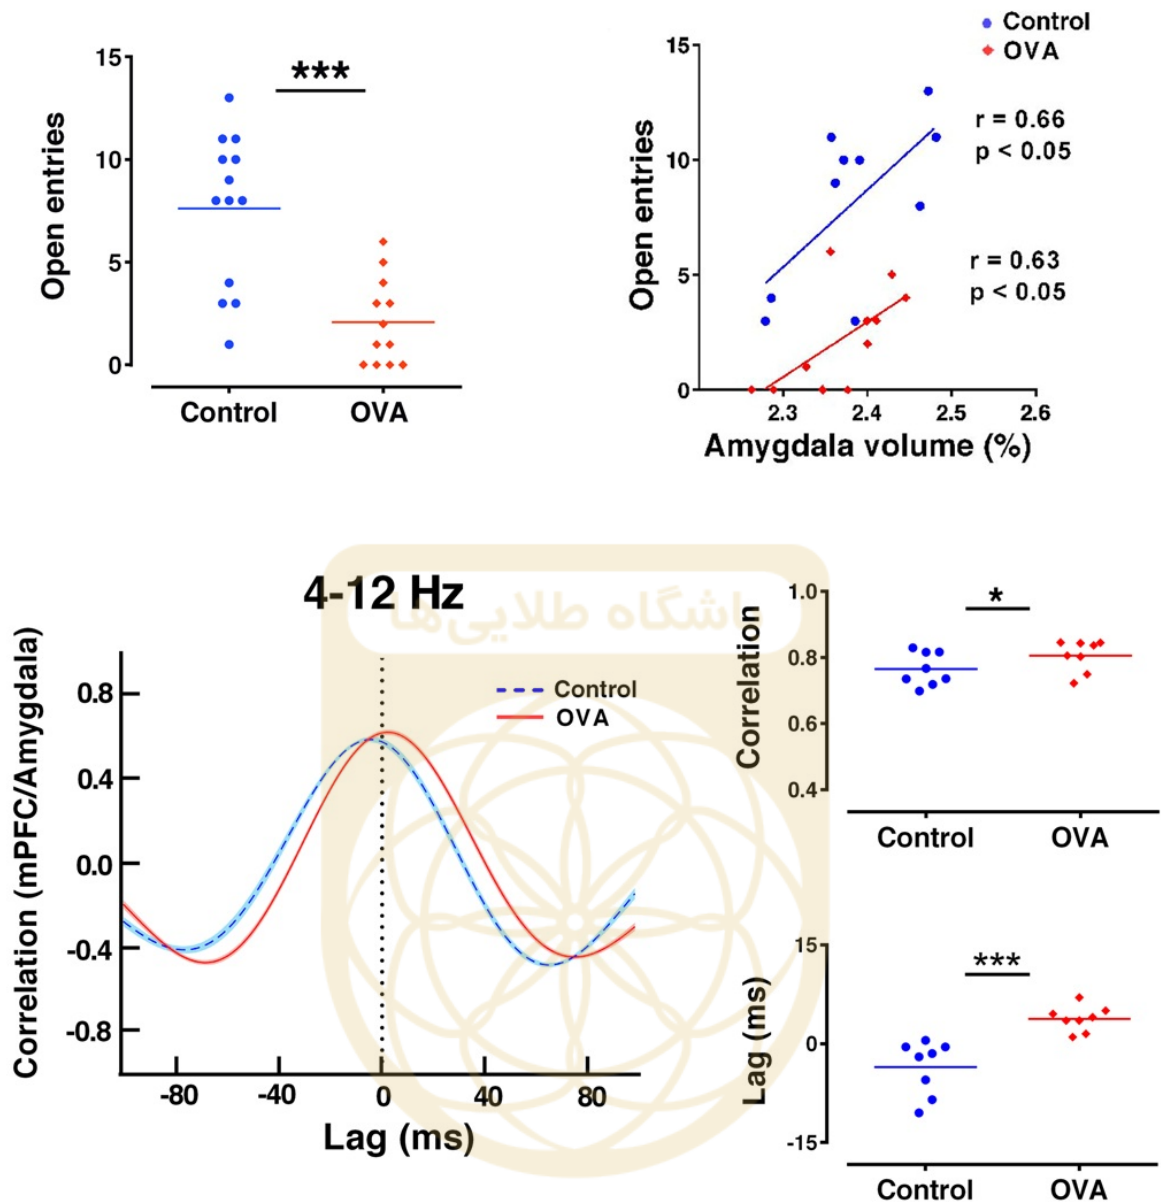 15
10
5
0
Open entries
***
Control
OVA
Control
OVA
15
10
5
0
Open entries
r = 0.66
p < 0.05
r = 0.63
p < 0.05
2.3
2.4
2.5
2.6
Amygdala volume (%)
4-12 Hz
باشگاه طلایی‌ها
Correlation (mPFC/Amygdala)
0.8
0.4
0.0
-0.4
-0.8
Control
OVA
-80
-40
0
40
80
Lag (ms)
Correlation
1.0
0.8
0.6
0.4
*
Control
OVA
Lag (ms)
15
0
-15
***
Control
OVA